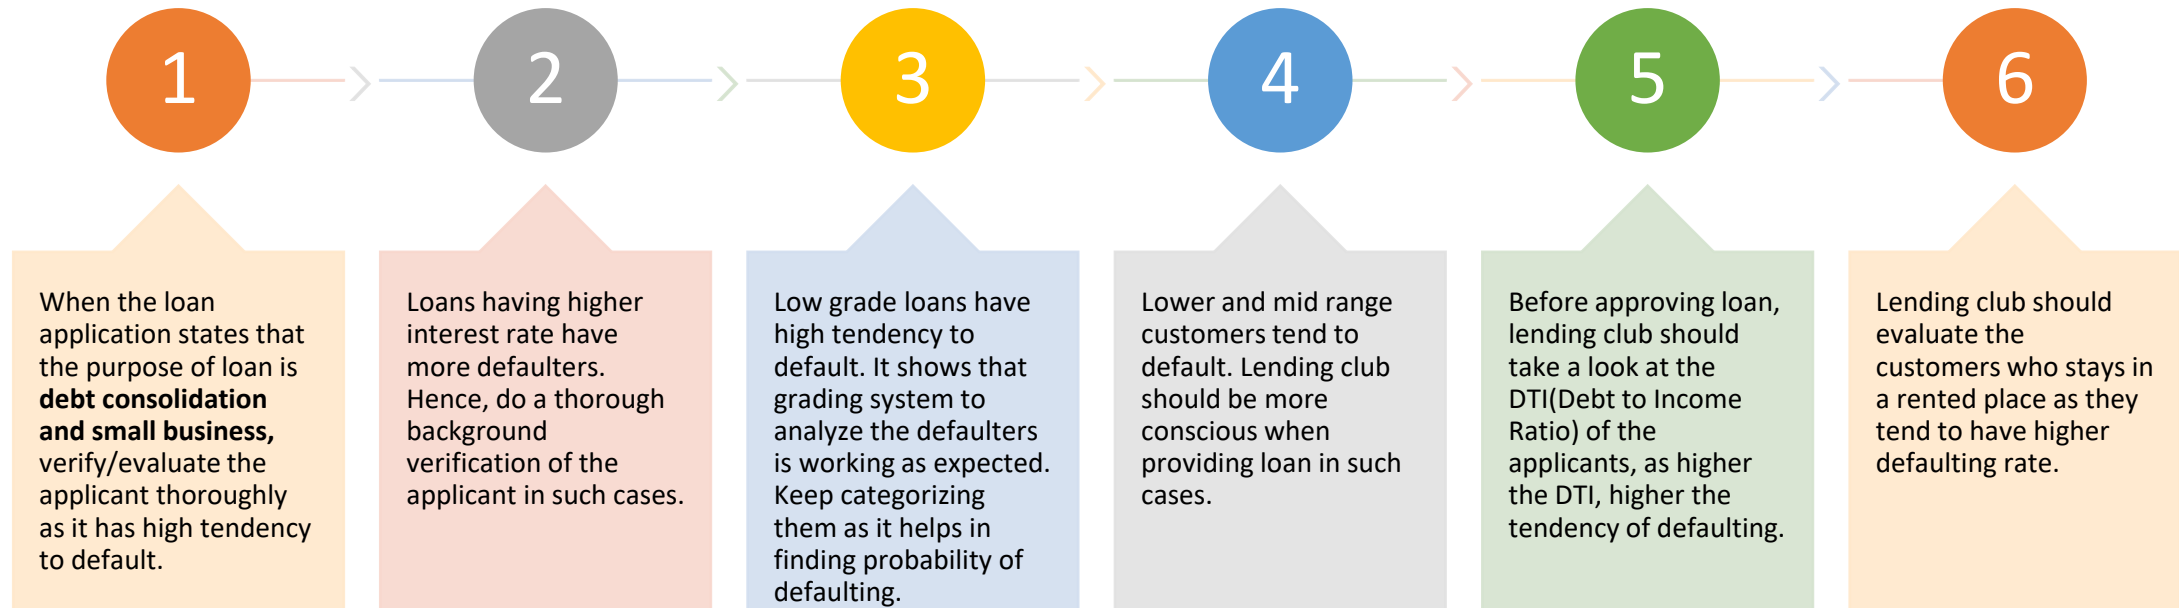 1
2
3
4
5
6
When the loan
application states that
the purpose of loan is
debt consolidation
and small business,
verify/evaluate the
applicant thoroughly
as it has high tendency
to default.
Loans having higher
interest rate have
more defaulters.
Hence, do a thorough
background
verification of the
applicant in such cases.
Low grade loans have
high tendency to
default. It shows that
grading system to
analyze the defaulters
is working as expected.
Keep categorizing
them as it helps in
finding probability of
defaulting.
Lower and mid range
customers tend to
default. Lending club
should be more
conscious when
providing loan in such
cases.
Before approving loan,
lending club should
take a look at the
DTI(Debt to Income
Ratio) of the
applicants, as higher
the DTI, higher the
tendency of defaulting.
Lending club should
evaluate the
customers who stays in
a rented place as they
tend to have higher
defaulting rate.